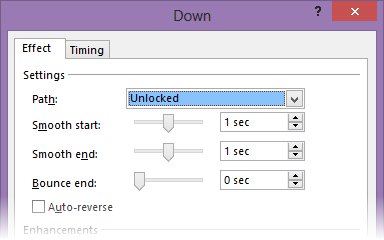 Down
?
Effect Timing
Settings
Path: Unlocked
Smooth start: 1 sec
Smooth end: 1 sec
Bounce end: 0 sec
Auto-reverse
Enhancements